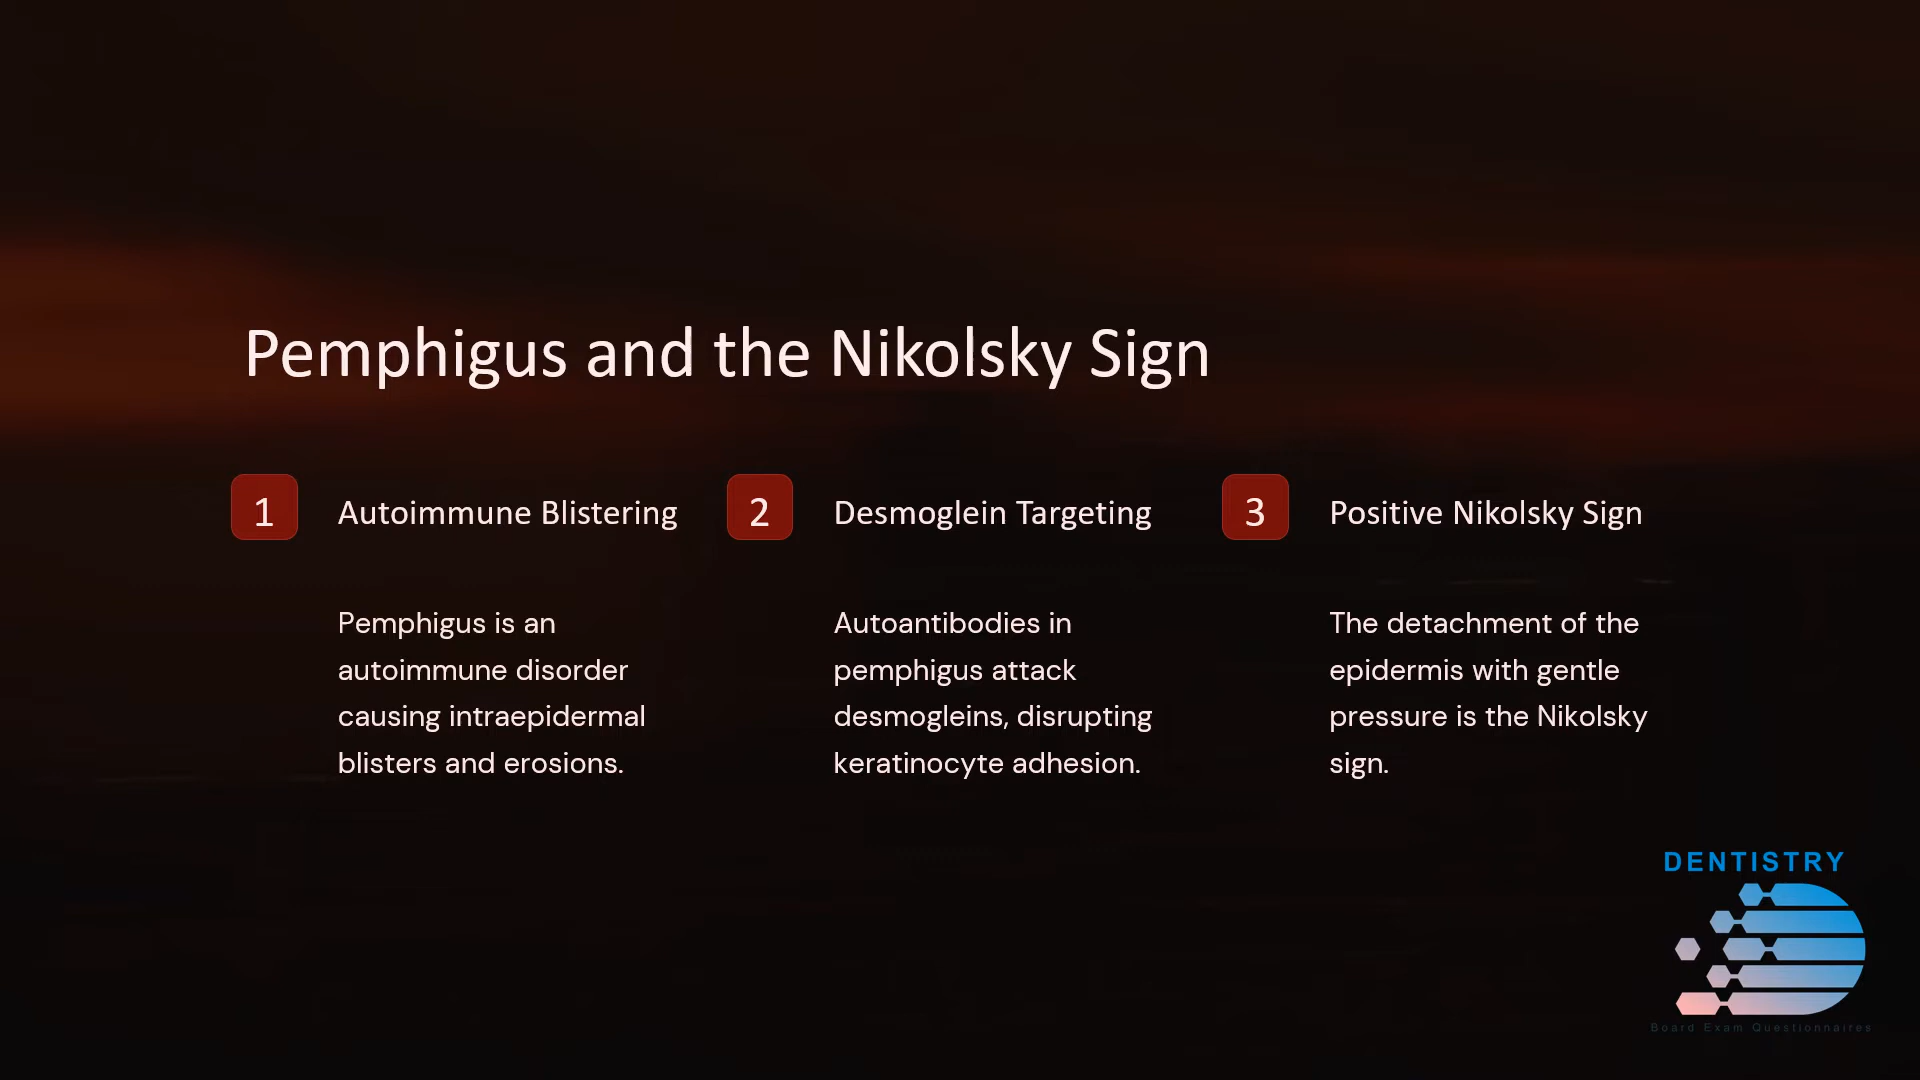 Pemphigus and the Nikolsky Sign
1
Autoimmune Blistering
Pemphigus is an
autoimmune disorder
causing intraepidermal
blisters and erosions.
2
Desmoglein Targeting
Autoantibodies in
pemphigus attack
desmogleins, disrupting
keratinocyte adhesion.
3
Positive Nikolsky Sign
The detachment of the
epidermis with gentle
pressure is the Nikolsky
sign.
DENTISTRY
Board Exam Questionnaires